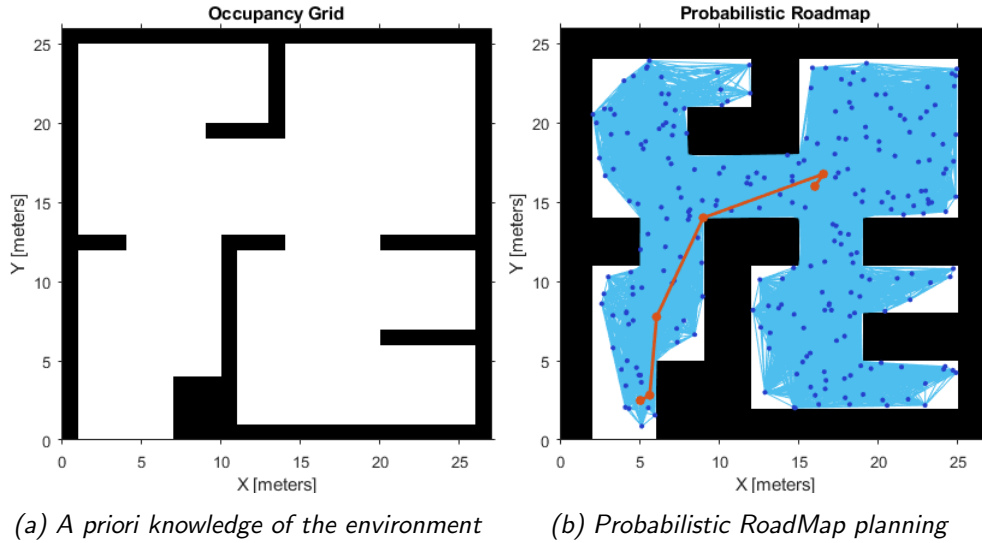 Occupancy Grid
25
20
15
10
5
0
0 5 10 15 20 25
Y [meters]
X [meters]
(a) A priori knowledge of the environment
Probabilistic Roadmap
25
20
15
10
5
0
0 5 10 15 20 25
Y [meters]
X [meters]
(b) Probabilistic RoadMap planning